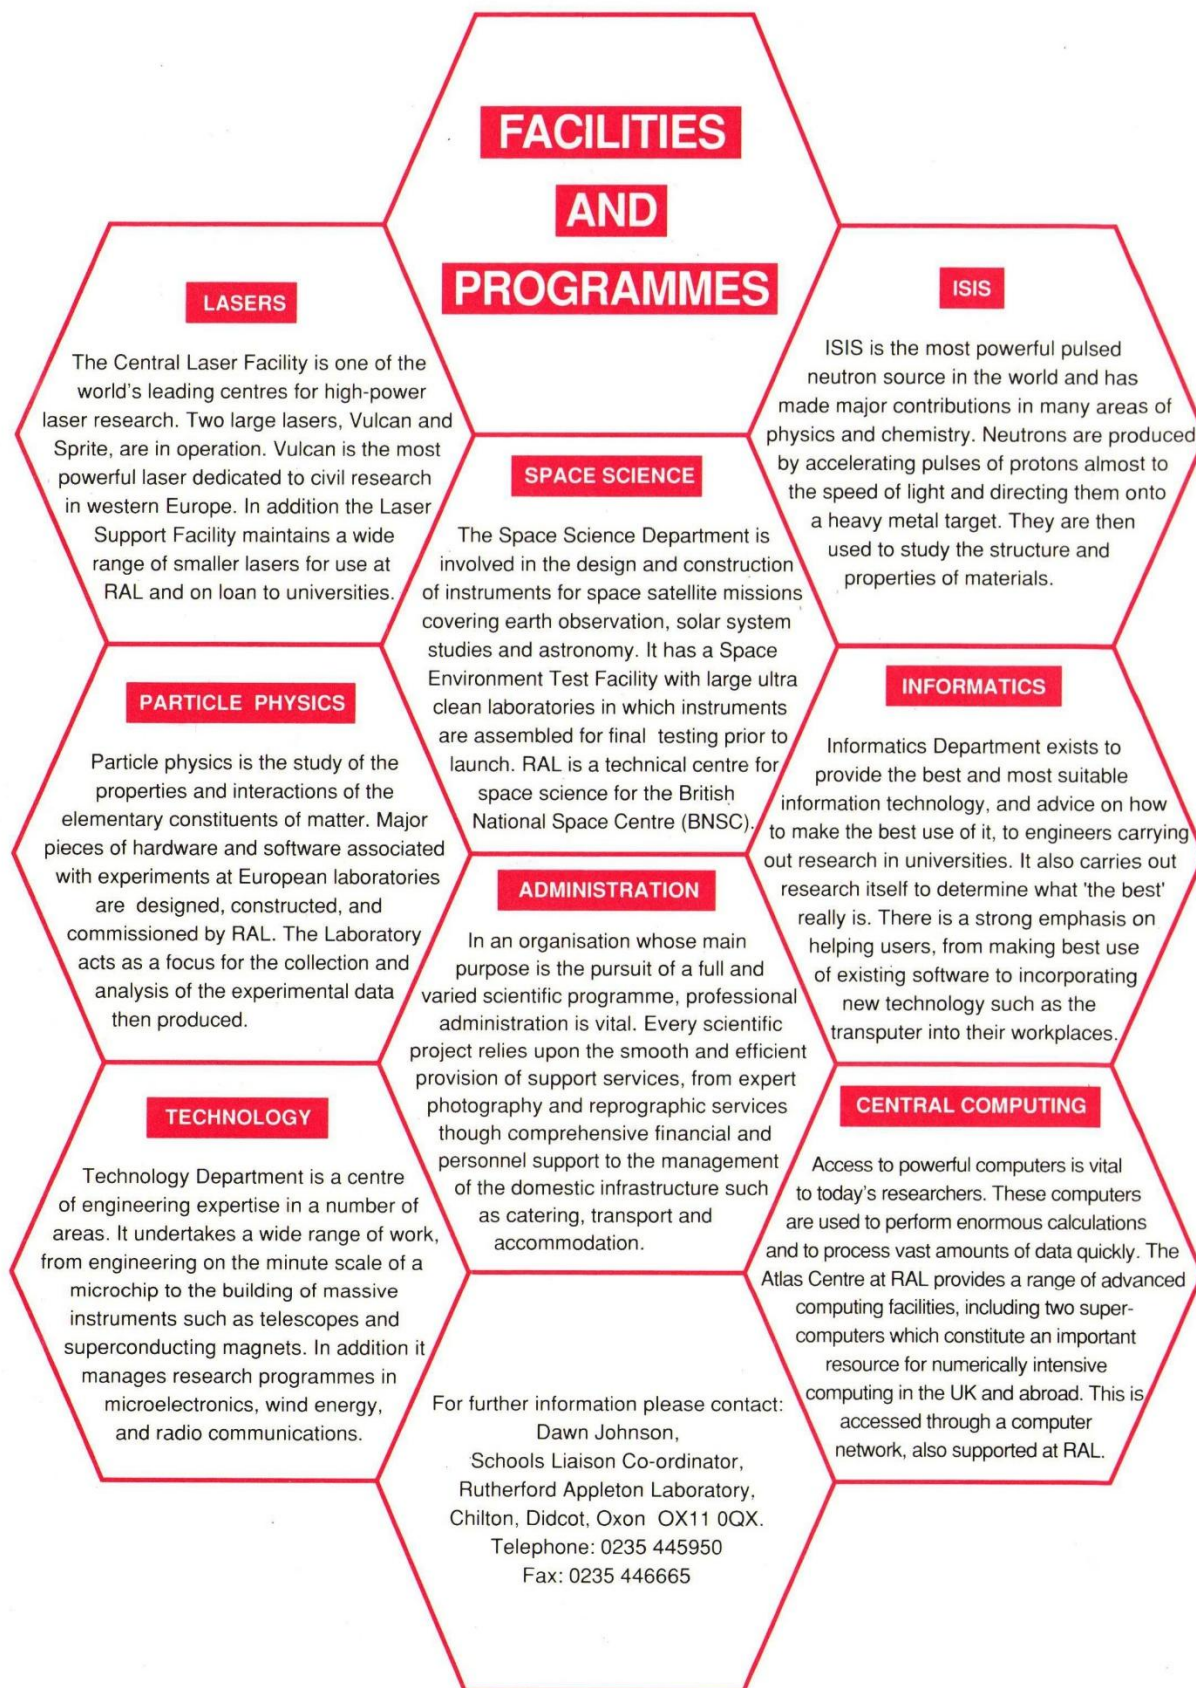 FACILITIES
AND
PROGRAMMES
LASERS
The Central Laser Facility is one of the
world's leading centres for high-power
laser research. Two large lasers, Vulcan and
Sprite, are in operation. Vulcan is the most
powerful laser dedicated to civil research
in western Europe. In addition the Laser
Support Facility maintains a wide
range of smaller lasers for use at
RAL and on loan to universities.
ISIS
ISIS is the most powerful pulsed
neutron source in the world and has
made major contributions in many areas of
physics and chemistry. Neutrons are produced
by accelerating pulses of protons almost to
the speed of light and directing them onto
a heavy metal target. They are then
used to study the structure and
properties of materials.
SPACE SCIENCE
The Space Science Department is
involved in the design and construction
of instruments for space satellite missions
covering earth observation, solar system
studies and astronomy. It has a Space
Environment Test Facility with large ultra
clean laboratories in which instruments
are assembled for final testing prior to
launch. RAL is a technical centre for
space science for the British
National Space Centre (BNSC).
PARTICLE PHYSICS
Particle physics is the study of the
properties and interactions of the
elementary constituents of matter. Major
pieces of hardware and software associated
with experiments at European laboratories
are designed, constructed, and
commissioned by RAL. The Laboratory
acts as a focus for the collection and
analysis of the experimental data
then produced.
INFORMATICS
Informatics Department exists to
provide the best and most suitable
information technology, and advice on how
to make the best use of it, to engineers carrying
out research in universities. It also carries out
research itself to determine what 'the best'
really is. There is a strong emphasis on
helping users, from making best use
of existing software to incorporating
new technology such as the
transputer into their workplaces.
ADMINISTRATION
In an organisation whose main
purpose is the pursuit of a full and
varied scientific programme, professional
administration is vital. Every scientific
project relies upon the smooth and efficient
provision of support services, from expert
photography and reprographic services
though comprehensive financial and
personnel support to the management
of the domestic infrastructure such
as catering, transport and
accommodation.
TECHNOLOGY
Technology Department is a centre
of engineering expertise in a number of
areas. It undertakes a wide range of work,
from engineering on the minute scale of a
microchip to the building of massive
instruments such as telescopes and
superconducting magnets. In addition it
manages research programmes in
microelectronics, wind energy,
and radio communications.
CENTRAL COMPUTING
Access to powerful computers is vital
to today's researchers. These computers
are used to perform enormous calculations
and to process vast amounts of data quickly. The
Atlas Centre at RAL provides a range of advanced
computing facilities, including two super-
computers which constitute an important
resource for numerically intensive
computing in the UK and abroad. This is
accessed through a computer
network, also supported at RAL.
For further information please contact:
Dawn Johnson,
Schools Liaison Co-ordinator,
Rutherford Appleton Laboratory,
Chilton, Didcot, Oxon OX11 0QX.
Telephone: 0235 445950
Fax: 0235 446665